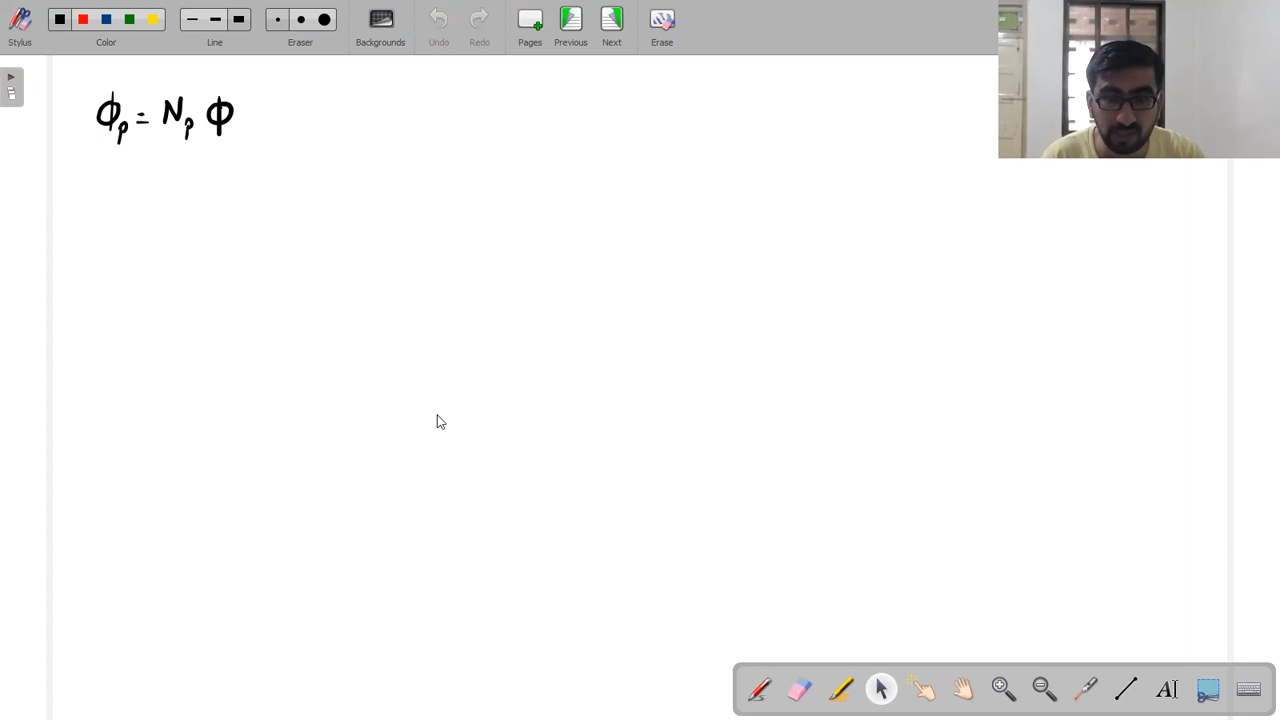 Stylus Color Line Eraser Backgrounds Undo Redo Pages Previous Next Erase
ϕₚ = Nₚ ϕ